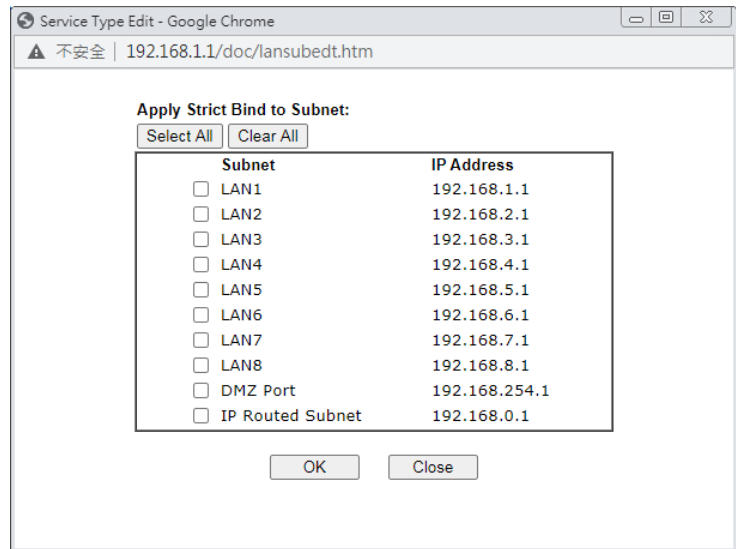 Service Type Edit - Google Chrome
不安全 | 192.168.1.1/doc/lansubedt.htm
Apply Strict Bind to Subnet:
Select All Clear All
Subnet IP Address
LAN1 192.168.1.1
LAN2 192.168.2.1
LAN3 192.168.3.1
LAN4 192.168.4.1
LAN5 192.168.5.1
LAN6 192.168.6.1
LAN7 192.168.7.1
LAN8 192.168.8.1
DMZ Port 192.168.254.1
IP Routed Subnet 192.168.0.1
OK Close